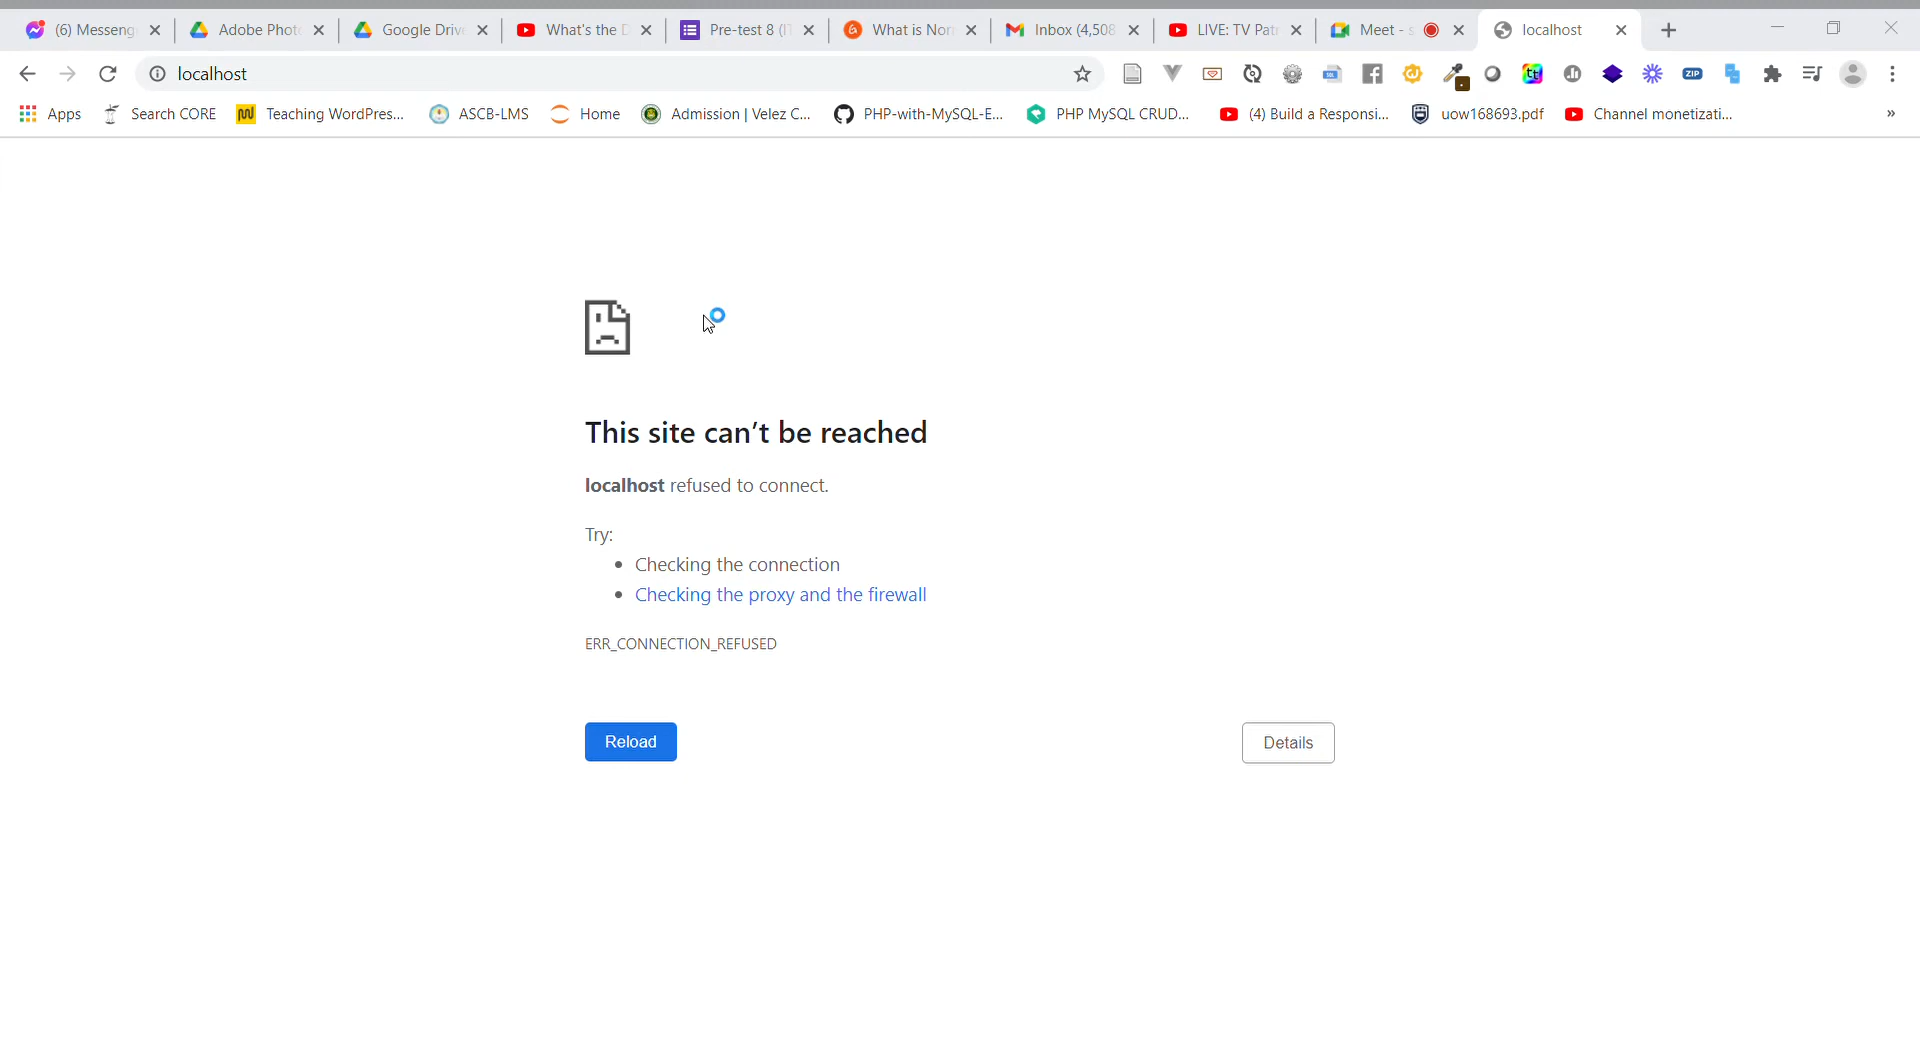 (6) Messeng
Adobe Phot
Google Driv
What's the D
Pre-test 8 (IT
What is Nor
Inbox (4,508
LIVE: TV Patr
Meet - s
localhost
localhost
Apps
Search CORE
Teaching WordPres...
ASCB-LMS
Home
Admission | Velez C...
PHP-with-MySQL-E...
PHP MySQL CRUD...
(4) Build a Responsi...
uow168693.pdf
Channel monetizati...
»
This site can’t be reached
localhost refused to connect.
Try:
• Checking the connection
• Checking the proxy and the firewall
ERR_CONNECTION_REFUSED
Reload
Details